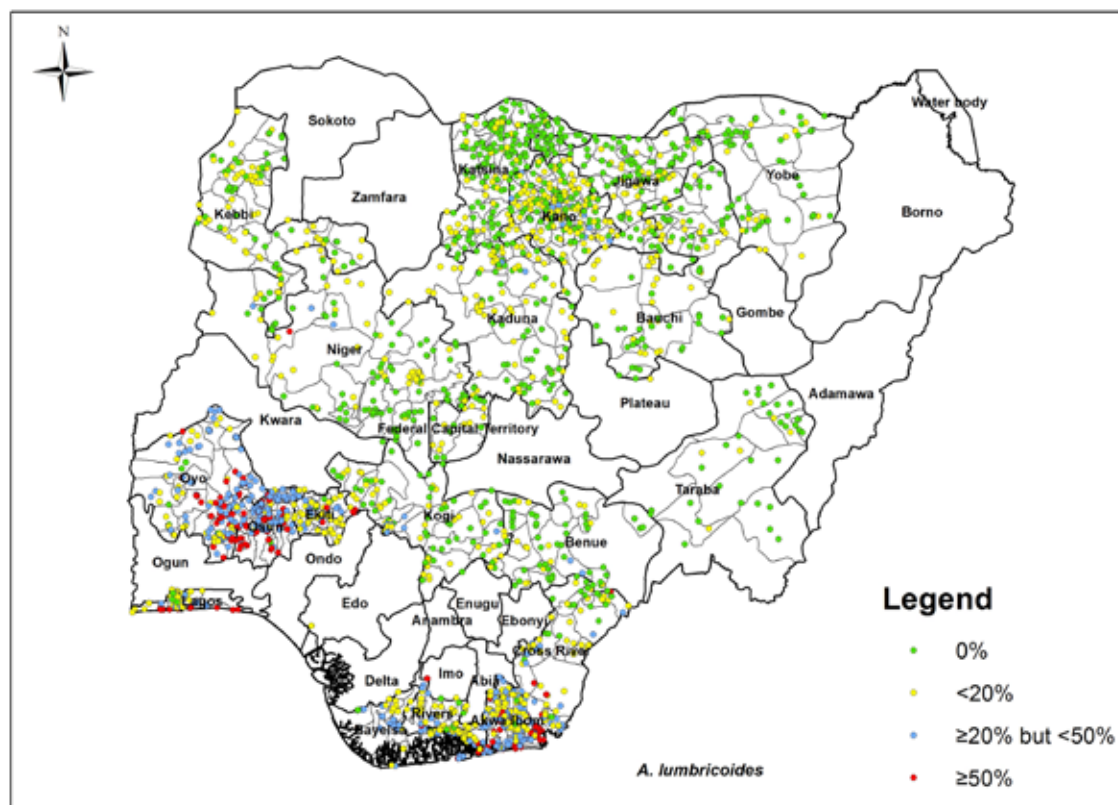 N
Sokoto
Water body
Katsina
Jigawa
Yobe
Kebbi
Zamfara
Kano
Borno
Kaduna
Bauchi
Gombe
Niger
Adamawa
Plateau
Kwara
Federal Capital Territory
Nassarawa
Oyo
Taraba
Ekiti
Kogi
Osun
Benue
Ogun
Ondo
Legend
Lagos
Edo
Enugu
Anambra
Ebonyi
0%
Cross River
Imo
Delta
Abia
<20%
Rivers
Akwa Ibom
Bayelsa
≥20% but <50%
A. lumbricoides
≥50%